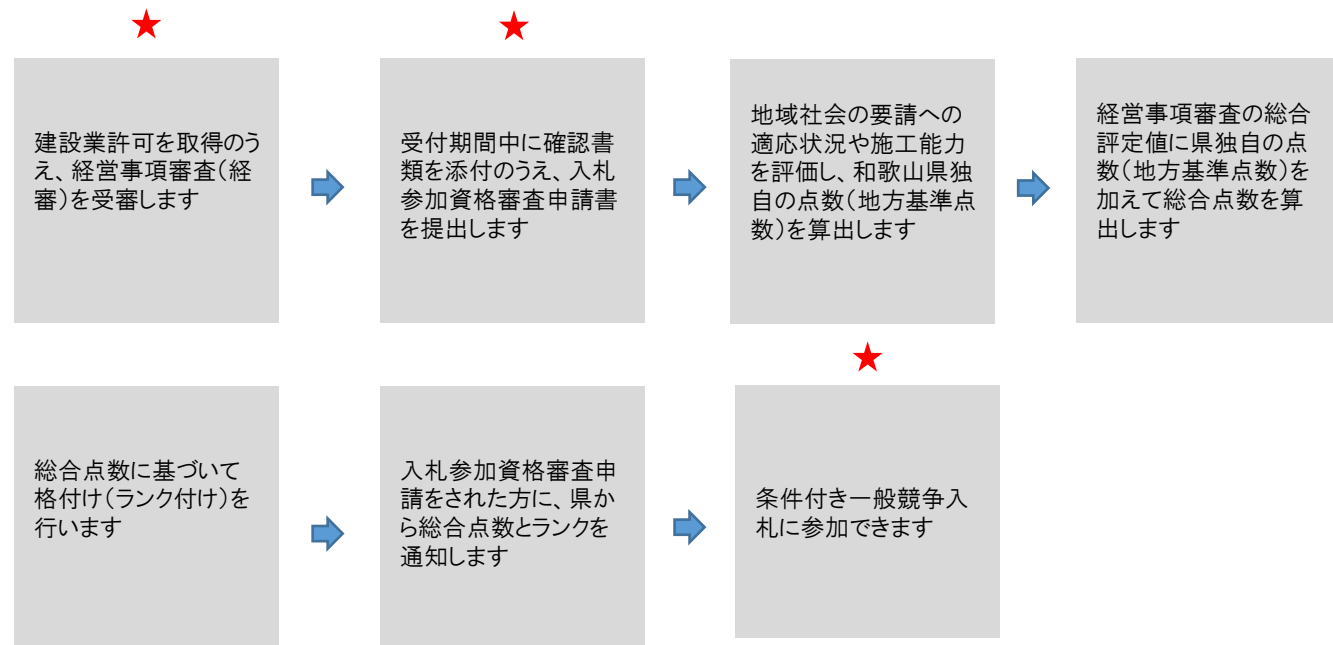 建設業許可を取得のう
え、経営事項審査(経
審)を受審します
受付期間中に確認書
類を添付のうえ、入札
参加資格審査申請書
を提出します
地域社会の要請への
適応状況や施工能力
を評価し、和歌山県独
自の点数(地方基準点
数)を算出します
経営事項審査の総合
評定値に県独自の点
数(地方基準点数)を
加えて総合点数を算
出します
総合点数に基づいて
格付け(ランク付け)を
行います
入札参加資格審査申
請をされた方に、県か
ら総合点数とランクを
通知します
条件付き一般競争入
札に参加できます